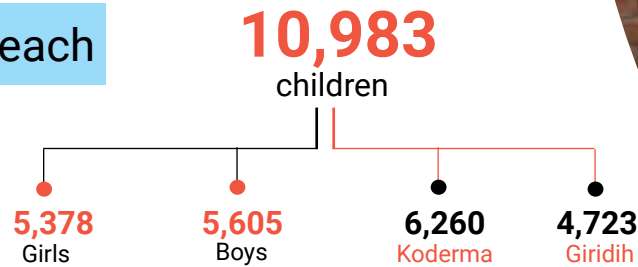 each
10,983
children
5,378
Girls
5,605
Boys
6,260
Koderma
4,723
Giridih